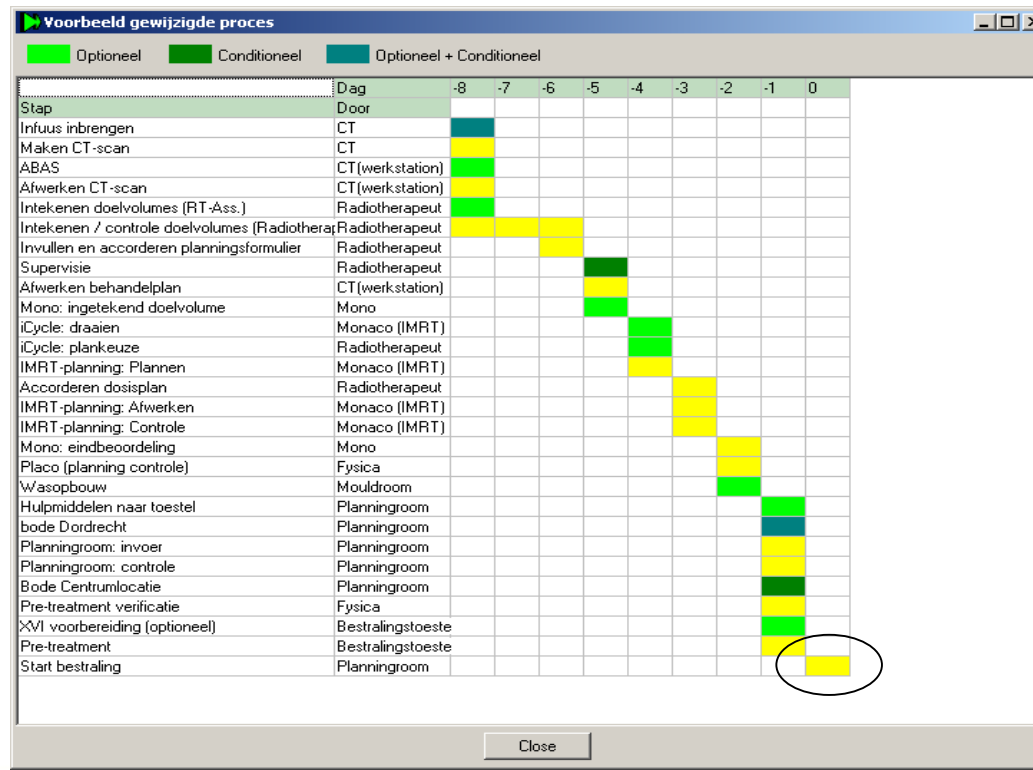 Voorbeeld gewijzigde proces
Optioneel Conditioneel Optioneel + Conditioneel
Dag -8 -7 -6 -5 -4 -3 -2 -1 0
Stap Door
Infuus inbrengen CT
Maken CT-scan CT
ABAS CT(werkstation)
Afwerken CT-scan CT(werkstation)
Intekenen doelvolumes (RT-Ass.) Radiotherapeut
Intekenen / controle doelvolumes (Radiotherap Radiotherapeut
Invullen en accorderen planningsformulier Radiotherapeut
Supervisie Radiotherapeut
Afwerken behandelplan CT(werkstation)
Mono: ingetekend doelvolume Mono
iCycle: draaien Monaco (IMRT)
iCycle: plankeuze Radiotherapeut
IMRT-planning: Plannen Monaco (IMRT)
Accorderen dosisplan Radiotherapeut
IMRT-planning: Afwerken Monaco (IMRT)
IMRT-planning: Controle Monaco (IMRT)
Mono: eindbeoordeling Mono
Placo (planning controle) Fysica
Wasopbouw Mouldroom
Hulpmiddelen naar toestel Planningroom
bode Dordrecht Planningroom
Planningroom: invoer Planningroom
Planningroom: controle Planningroom
Bode Centrumlocatie Planningroom
Pre-treatment verificatie Fysica
XVI voorbereiding (optioneel) Bestralingstoeste
Pre-treatment Bestralingstoeste
Start bestraling Planningroom
Close